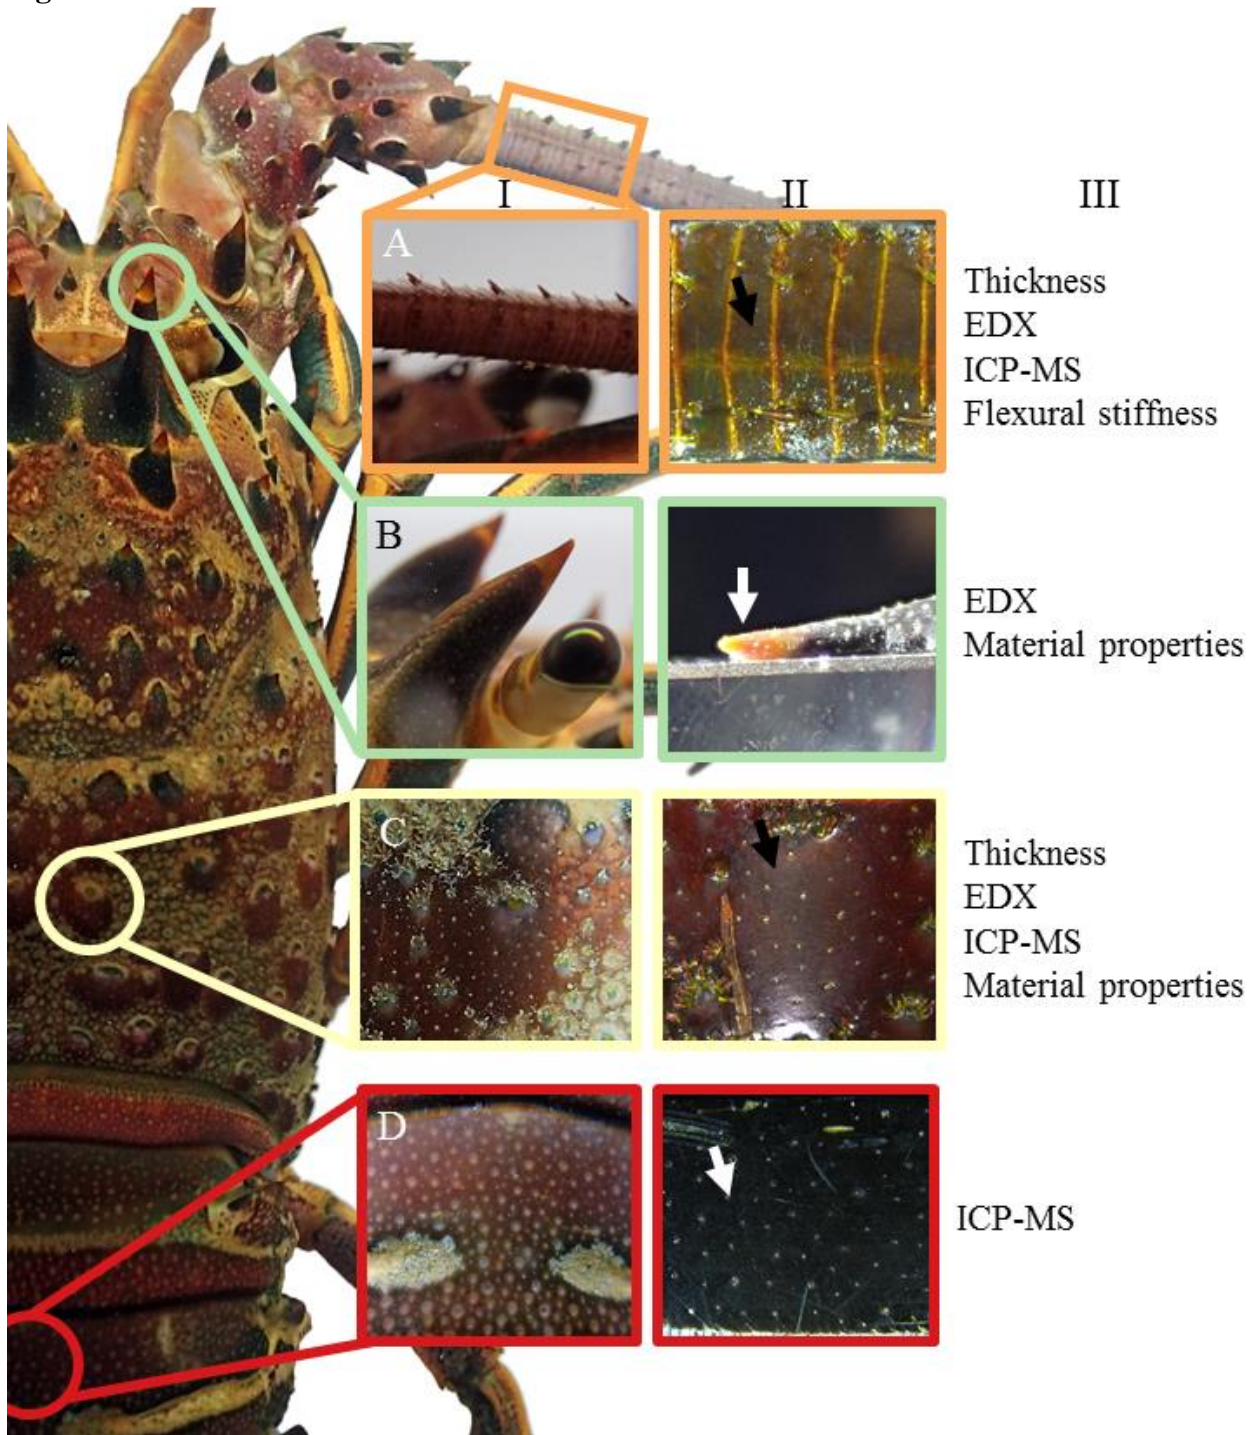 I II III
A
Thickness
EDX
ICP-MS
Flexural stiffness
B
EDX
Material properties
C
Thickness
EDX
ICP-MS
Material properties
D
ICP-MS